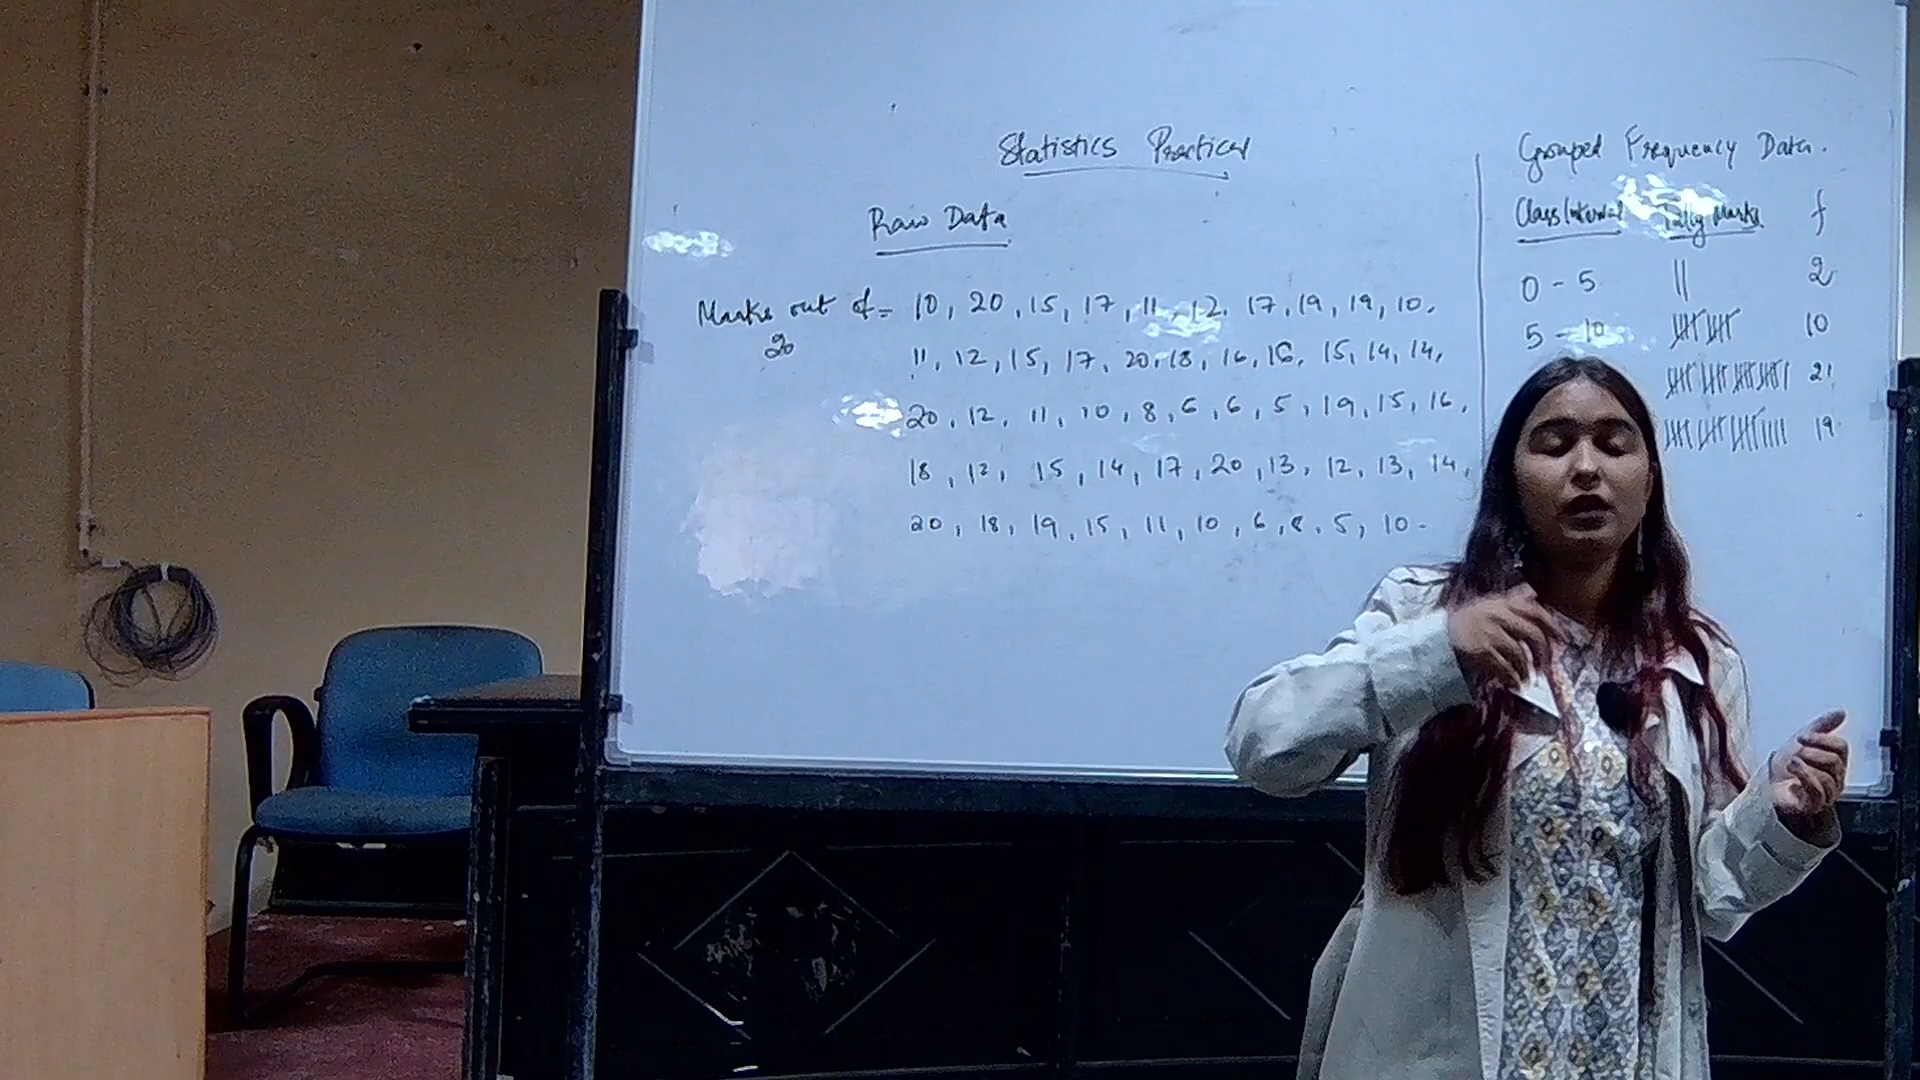 Statistics Practical
Raw Data
Marks out of = 10, 20, 15, 17, 11, 12, 17, 19, 19, 10.
20
11, 12, 15, 17, 20, 18, 16, 16, 15, 14, 14,
20, 12, 11, 10, 8, 6, 6, 5, 19, 15, 16,
18, 15, 14, 17, 20, 13, 12, 13, 14,
20, 18, 19, 15, 11, 10, 6, 8, 5, 10.
Grouped Frequency Data.
Class Interval Tally Marks f
0 - 5 || 2
5 - 10 10
21
19